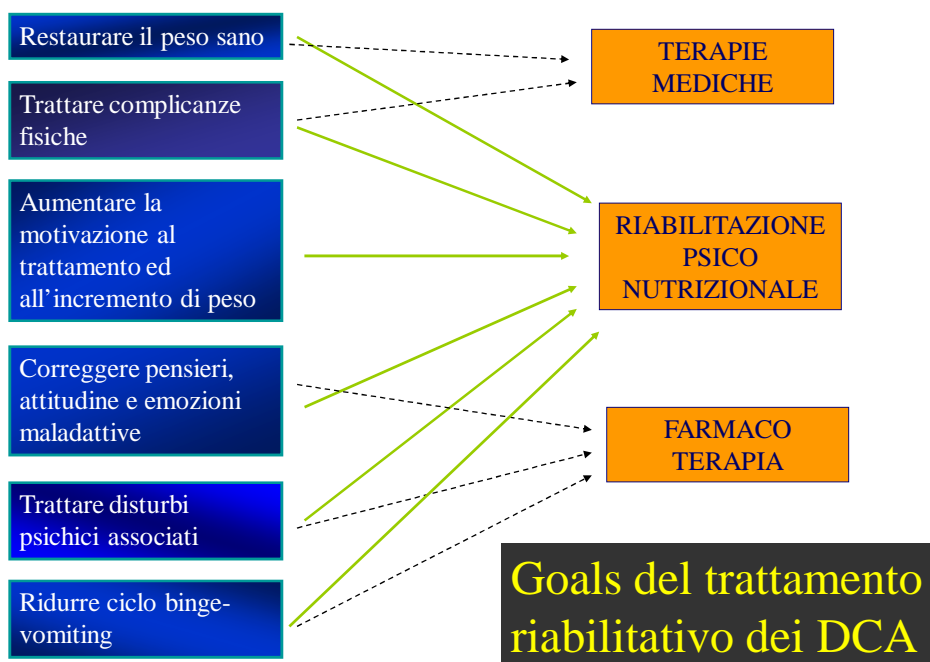 Restaurare il peso sano
Trattare complicanze
fisiche
Aumentare la
motivazione al
trattamento ed
all'incremento di peso
Correggere pensieri,
attitudine e emozioni
maladattive
Trattare disturbi
psichici associati
Ridurre ciclo binge-
vomiting
TERAPIE
MEDICHE
RIABILITAZIONE
PSICO
NUTRIZIONALE
FARMACO
TERAPIA
Goals del trattamento
riabilitativo dei DCA